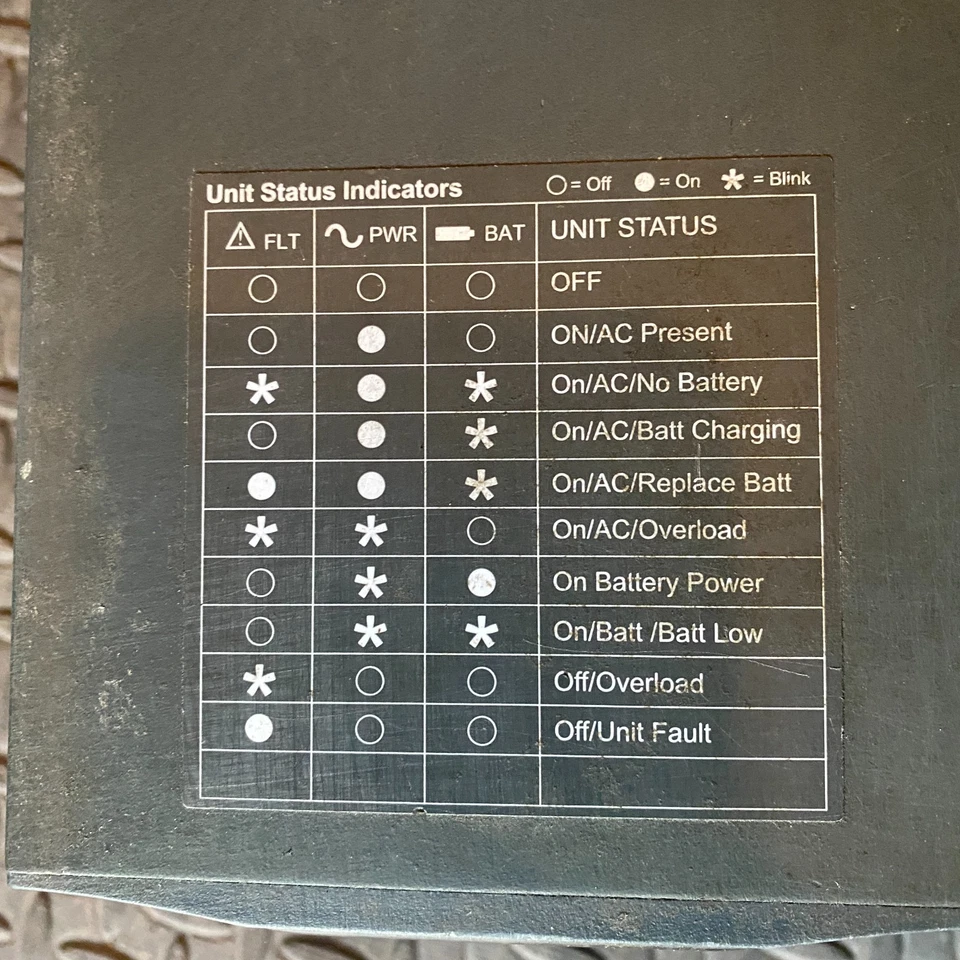 Unit Status Indicators ○ = Off ● = On * = Blink
⚠ FLT ∿ PWR BAT UNIT STATUS
○ ○ ○ OFF
○ ● ○ ON/AC Present
* ● * On/AC/No Battery
○ ● * On/AC/Batt Charging
● ● * On/AC/Replace Batt
* * ○ On/AC/Overload
○ * ● On Battery Power
○ * * On/Batt /Batt Low
* ○ ○ Off/Overload
● ○ ○ Off/Unit Fault